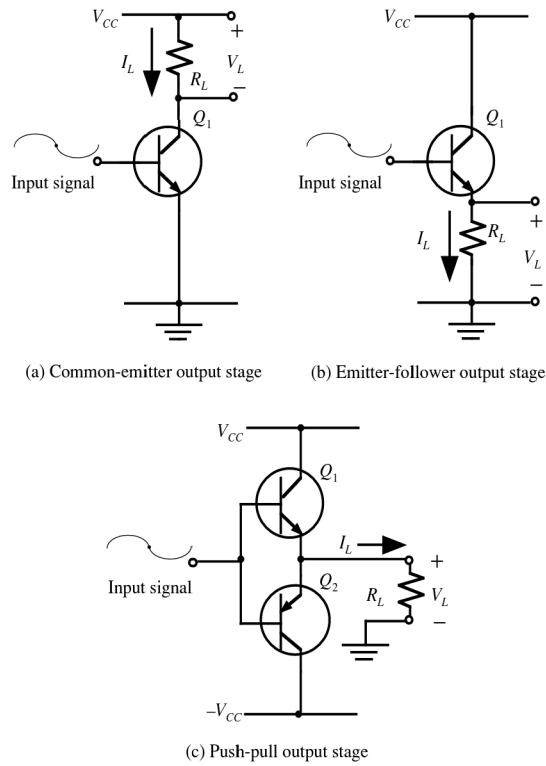 V_CC
+
I_L
R_L
V_L
−
Q_1
Input signal
(a) Common-emitter output stage
V_CC
Q_1
Input signal
I_L
R_L
+
V_L
−
(b) Emitter-follower output stage
V_CC
Q_1
I_L
+
Input signal
Q_2
R_L
V_L
−
–V_CC
(c) Push-pull output stage